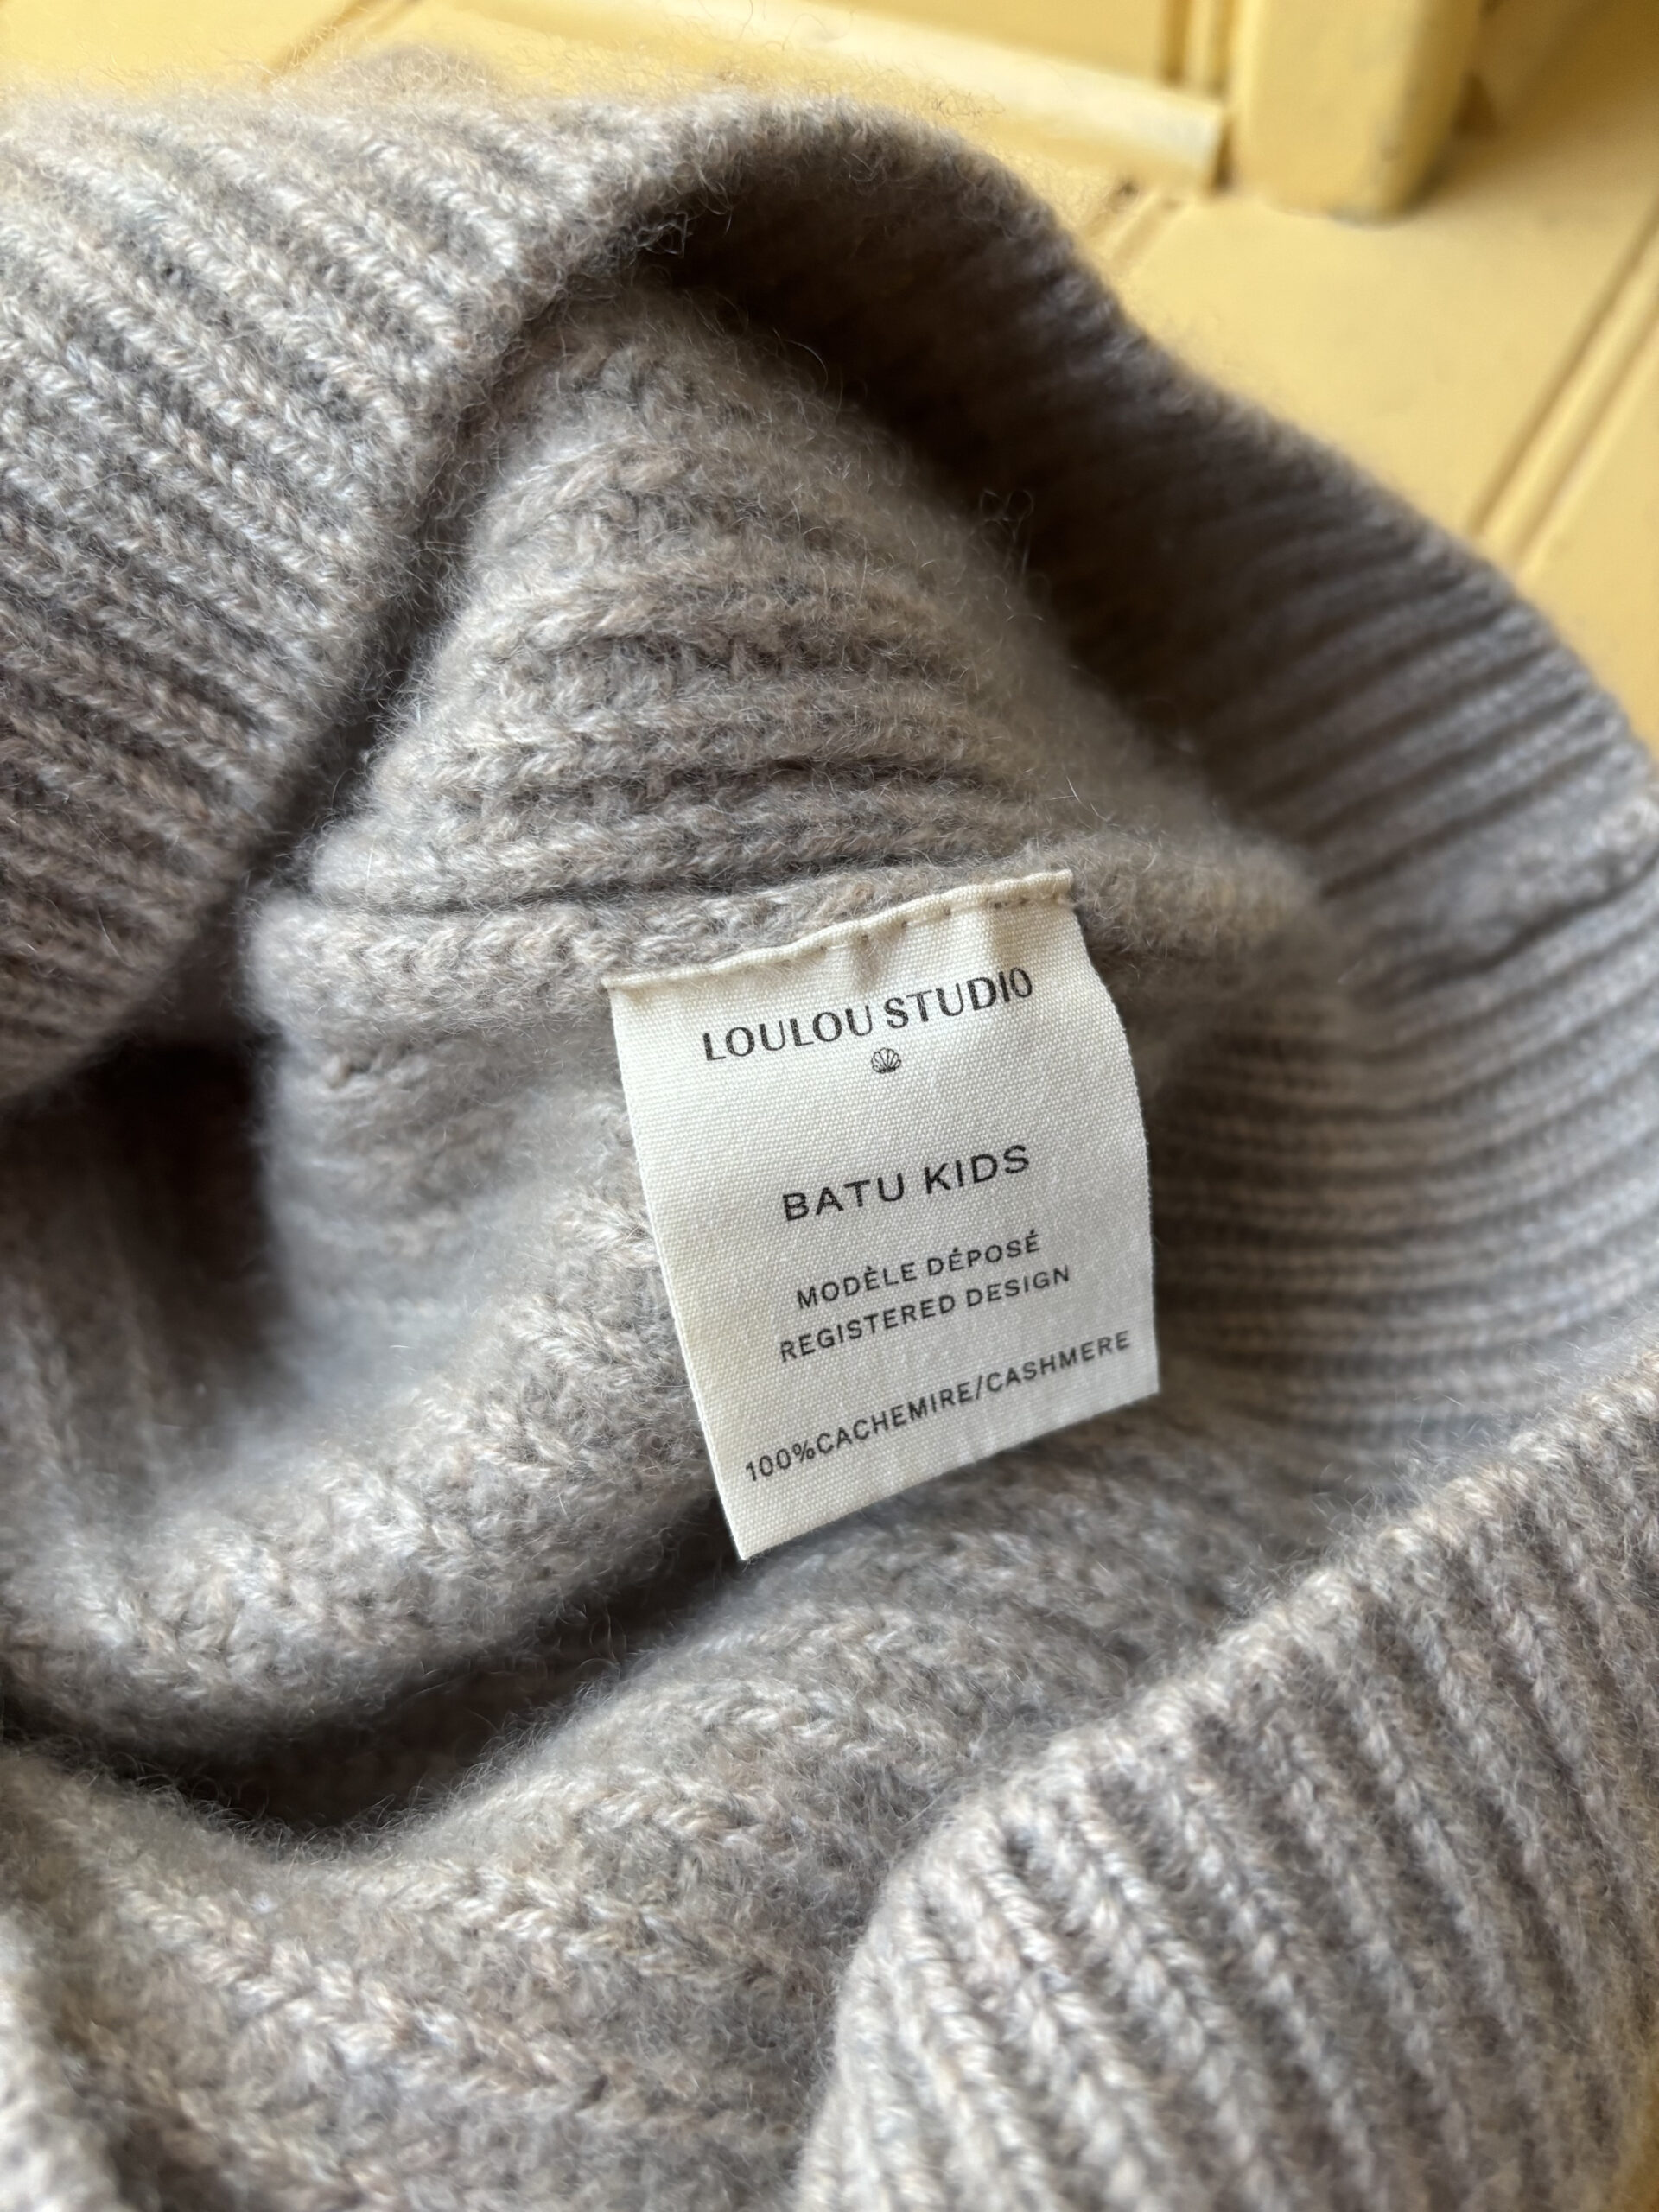 LOULOU STUDIO
BATU KIDS
MODÈLE DÉPOSÉ
REGISTERED DESIGN
100%CACHEMIRE/CASHMERE